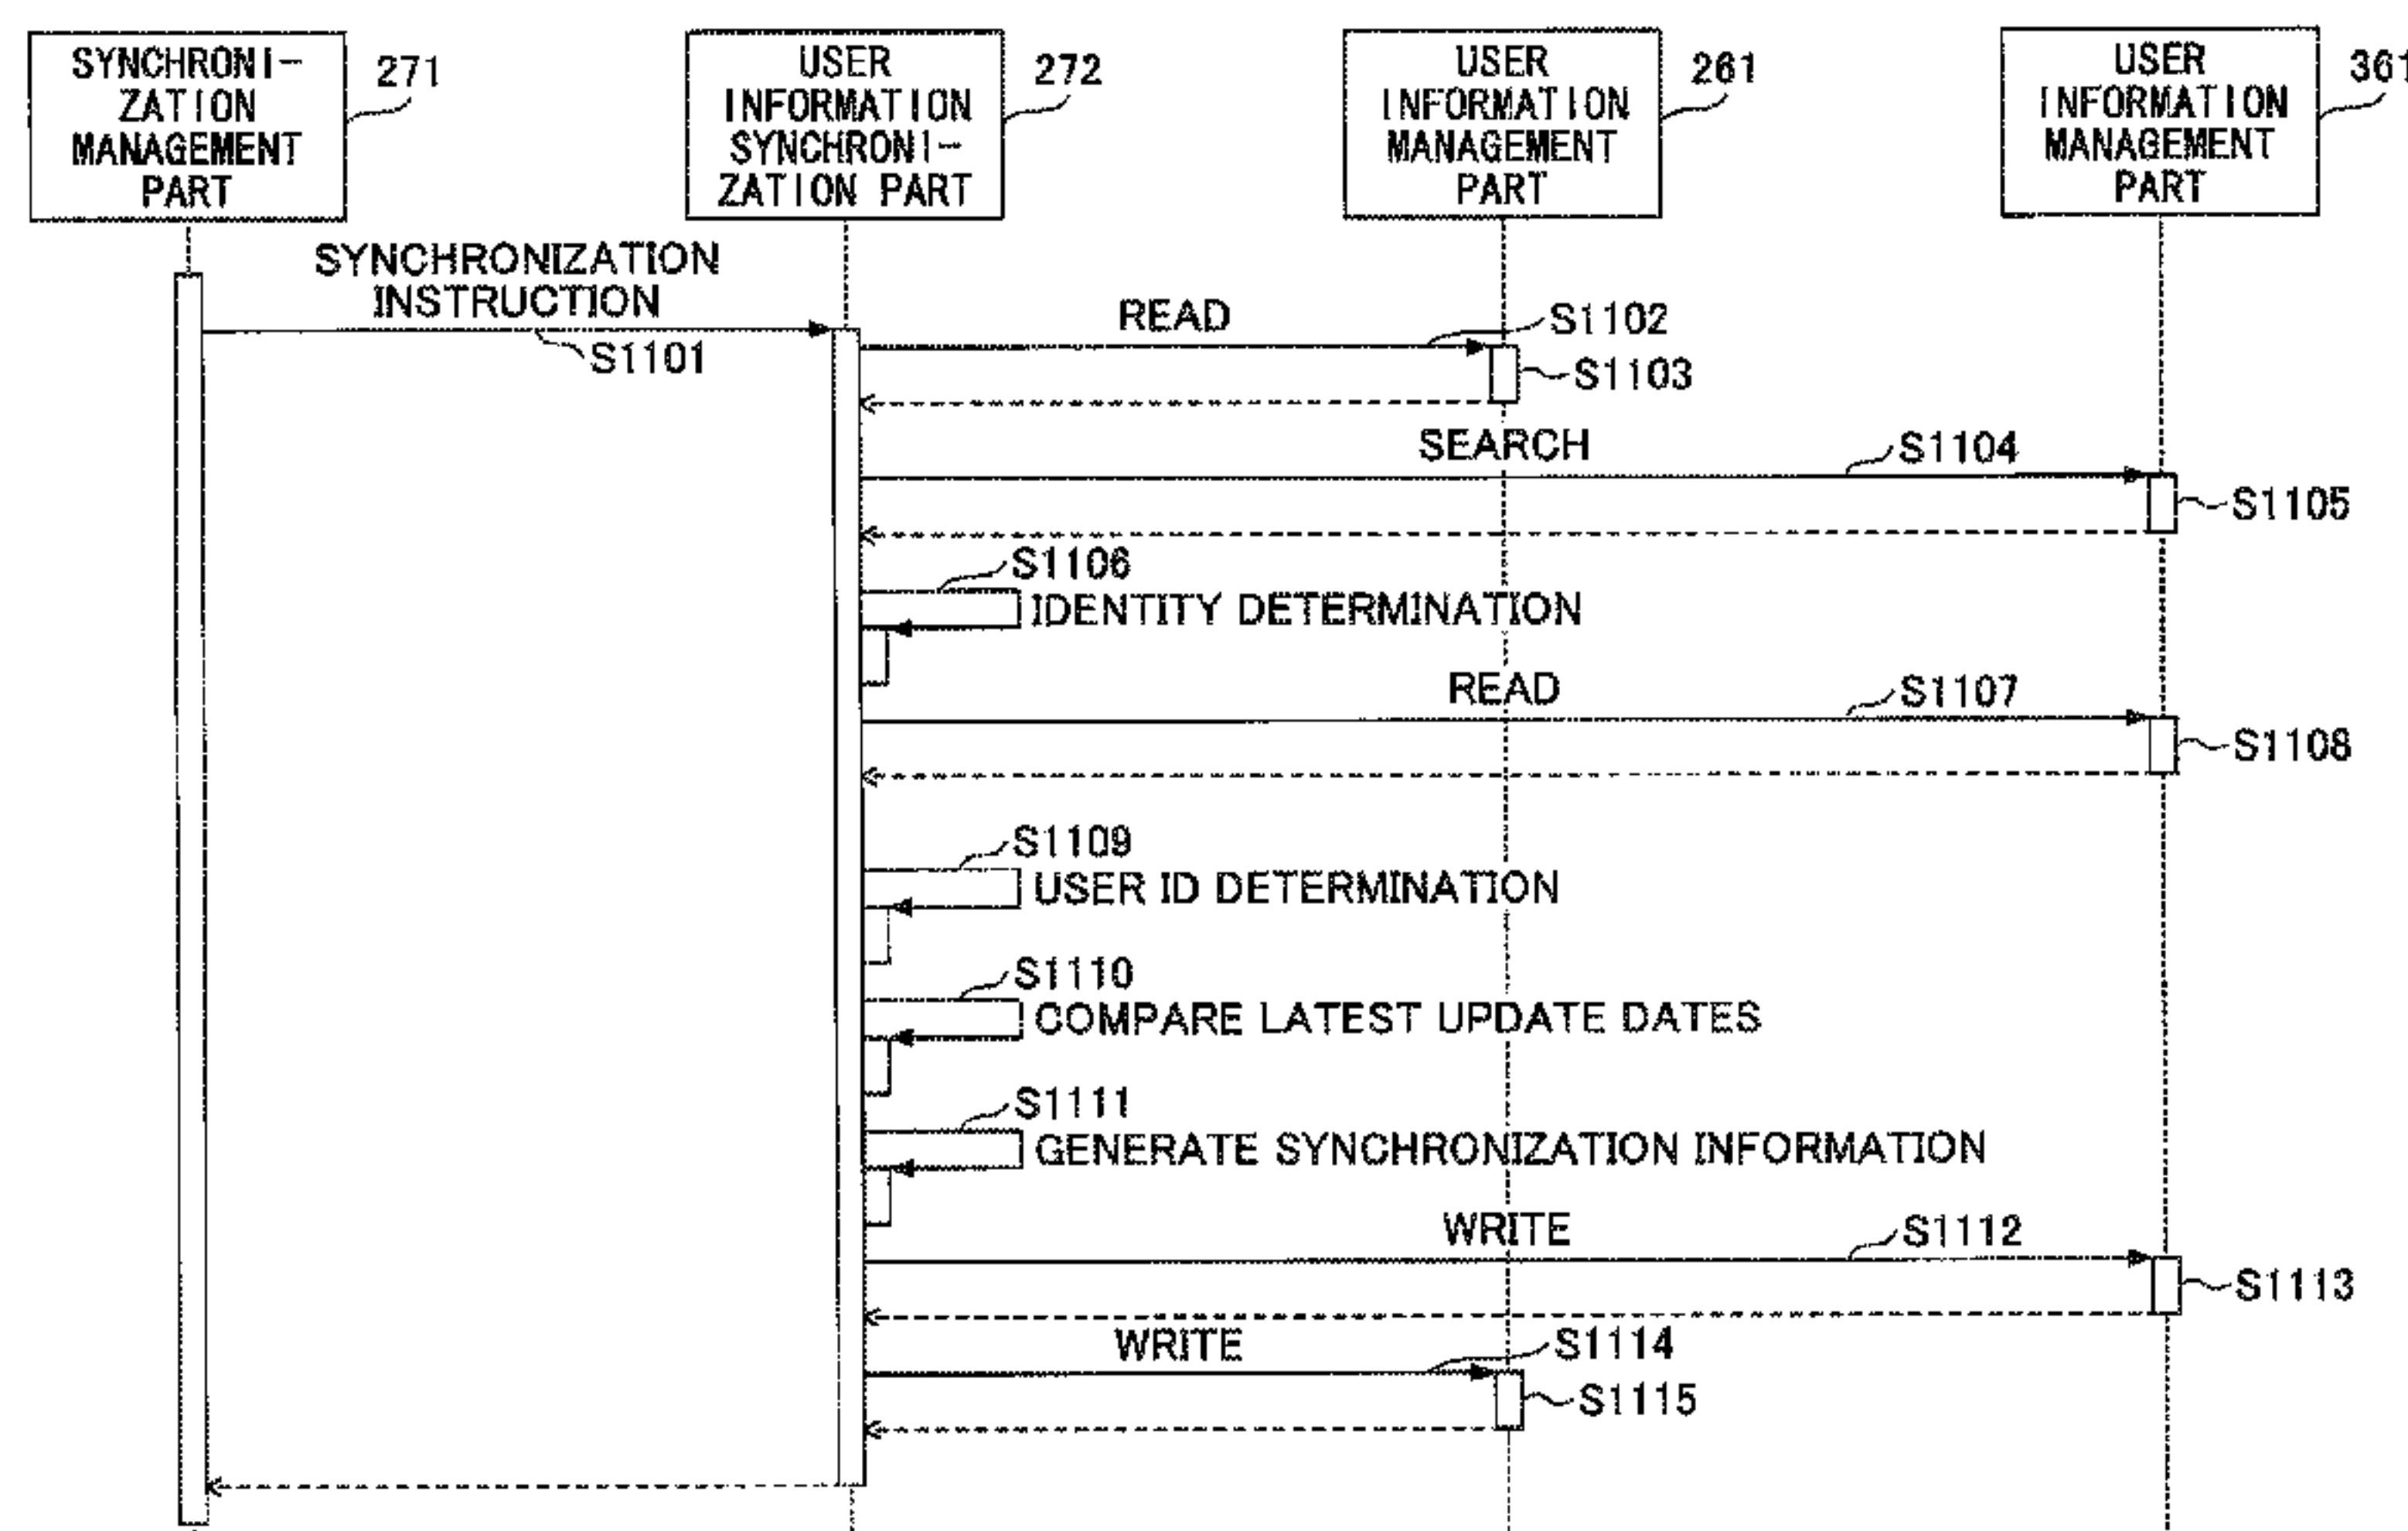 SYNCHRONI-
ZATION
MANAGEMENT
PART
271
USER
INFORMATION
SYNCHRONI-
ZATION PART
272
USER
INFORMATION
MANAGEMENT
PART
261
USER
INFORMATION
MANAGEMENT
PART
361
SYNCHRONIZATION
INSTRUCTION
S1101
READ
S1102
S1103
SEARCH
S1104
S1105
S1106
IDENTITY DETERMINATION
READ
S1107
S1108
S1109
USER ID DETERMINATION
S1110
COMPARE LATEST UPDATE DATES
S1111
GENERATE SYNCHRONIZATION INFORMATION
WRITE
S1112
S1113
WRITE
S1114
S1115